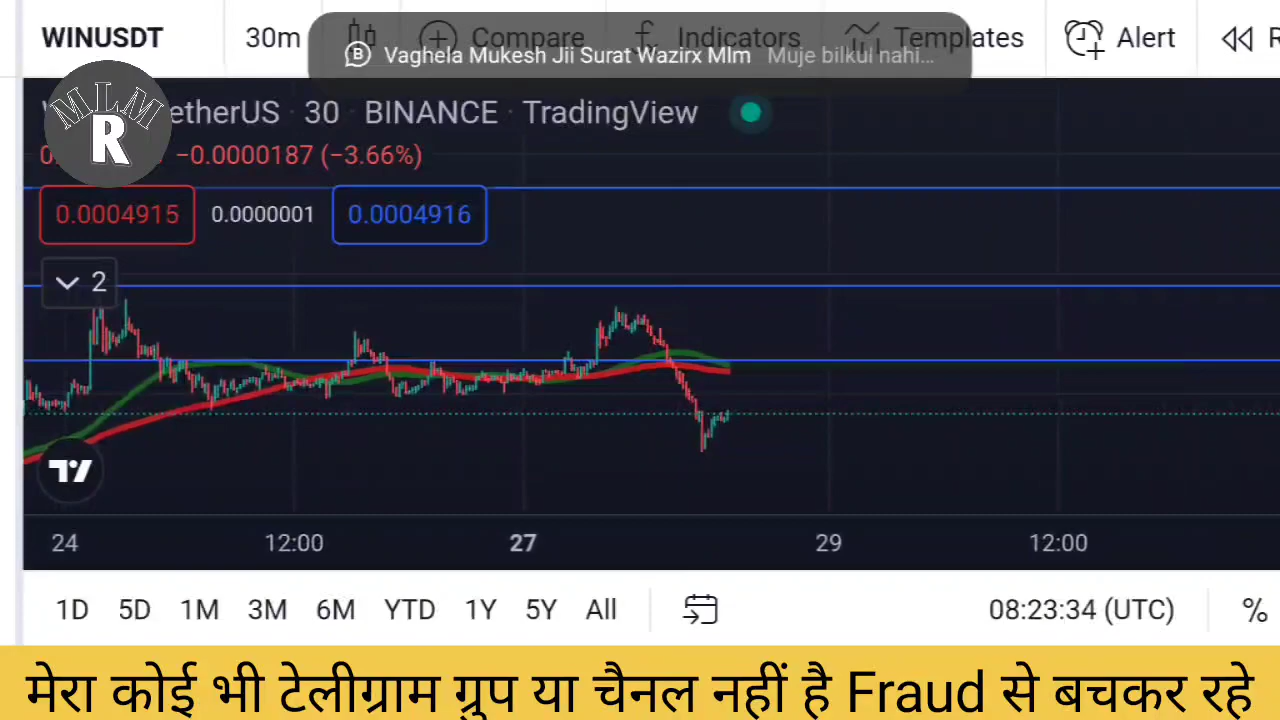 WINUSDT 30m Compare Indicators Templates Alert
Vaghela Mukesh Jii Surat Wazirx Mlm Muje bilkul nahi...
MLM
R
etherUS · 30 · BINANCE · TradingView
−0.0000187 (−3.66%)
0.0004915 0.0000001 0.0004916
2
24 12:00 27 29 12:00
1D 5D 1M 3M 6M YTD 1Y 5Y All 08:23:34 (UTC) %
मेरा कोई भी टेलीग्राम ग्रुप या चैनल नहीं है Fraud से बचकर रहे